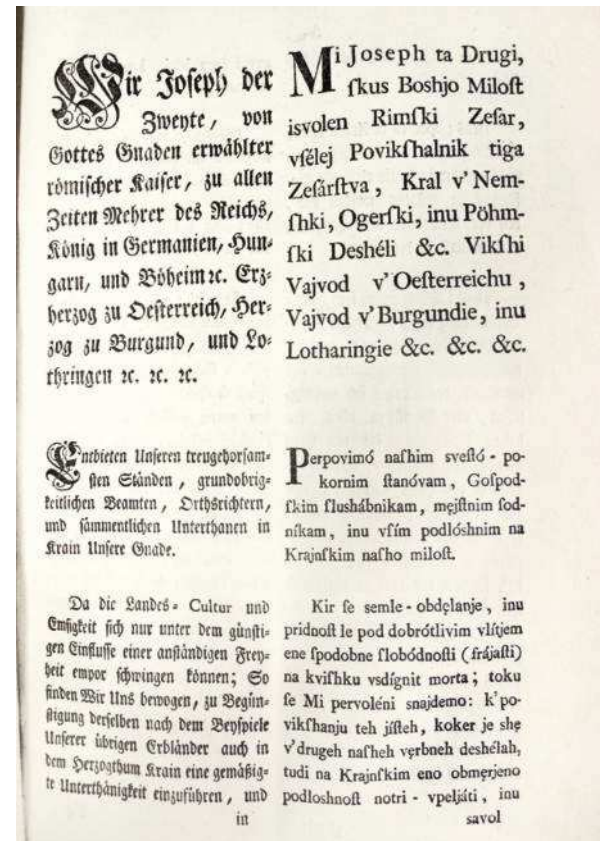 Wir Joseph der
Zweyte, von
Gottes Gnaden erwählter
römischer Kaiser, zu allen
Zeiten Mehrer des Reichs,
König in Germanien, Hun-
garn, und Böheim ꝛc. Erz-
herzog zu Oesterreich, Her-
zog zu Burgund, und Lo-
thringen ꝛc. ꝛc. ꝛc.
Entbieten Unseren treugehorsam-
sten Ständen, grundobrig-
keitlichen Beamten, Orthsrichtern,
und sämmentlichen Unterthanen in
Krain Unsere Gnade.
Da die Landes-Cultur und
Emsigkeit sich nur unter dem günsti-
gen Einflusse einer anständigen Frey-
heit empor schwingen können; So
finden Wir Uns bewogen, zu Begün-
stigung derselben nach dem Beyspiele
Unserer übrigen Erbländer auch in
dem Herzogthum Krain eine gemäßig-
te Unterthänigkeit einzuführen, und
in
Mi Joseph ta Drugi,
ſkus Boshjo Miloſt
isvolen Rimſki Zeſar,
vſélej Povikſhalnik tiga
Zeſárſtva, Kral v'Nem-
ſhki, Ogerſki, inu Pöhm-
ſki Deshéli &c. Vikſhi
Vajvod v'Oeſterreichu,
Vajvod v'Burgundie, inu
Lotharingie &c. &c. &c.
Perpovimó naſhim sveſtó-po-
kornim ſtanóvam, Goſpod-
ſkim ſlushábnikam, męjſtnim ſod-
nikam, inu vſím podlóshnim na
Krajnſkim naſho miloſt.
Kir ſe semle-obdęlanje, inu
pridnoſt le pod dobrótlivim vlítjem
ene ſpodobne ſlobódnoſti (frájaſti)
na kviſhku vsdígnit morta; toku
ſe Mi pervoléni snajdemo: k'po-
vikſhanju teh jíſteh, koker je shę
v'drugeh naſheh vęrbneh deshélah,
tudi na Krajnſkim eno obmęrjeno
podloshnoſt notri-vpeljáti, inu
savol